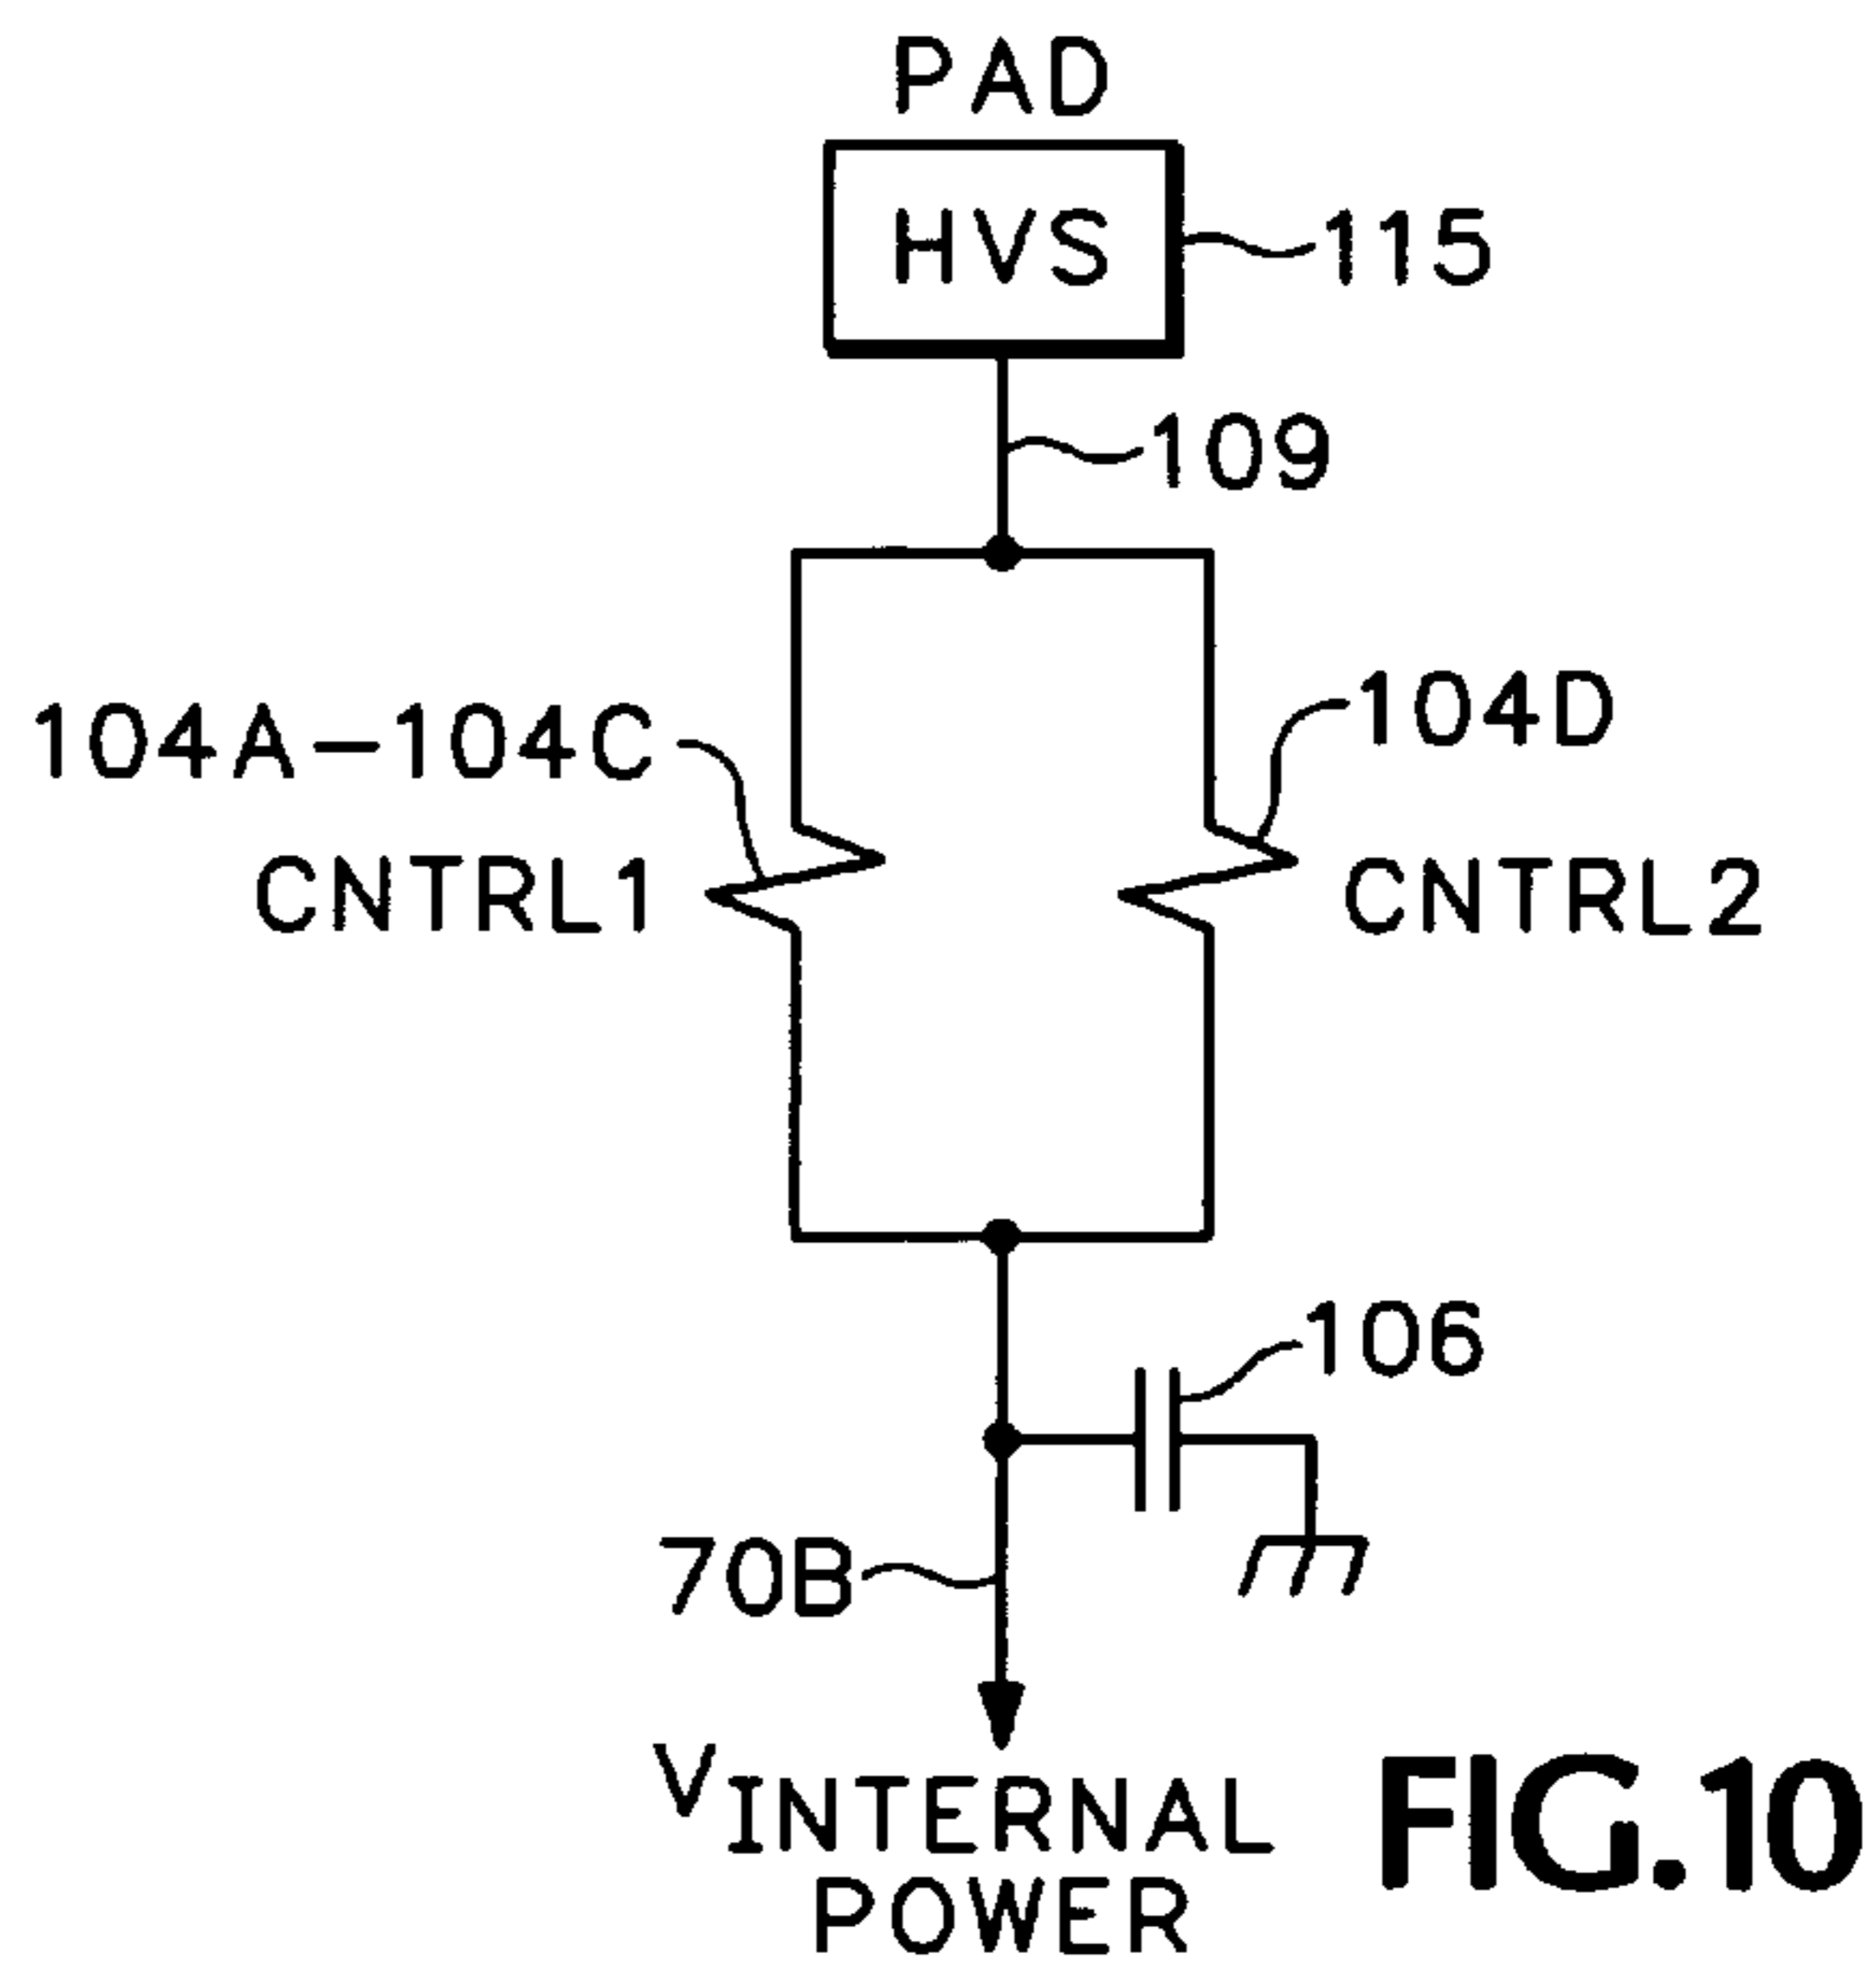 PAD
HVS
115
109
104A-104C
104D
CNTRL1
CNTRL2
106
70B
VINTERNAL
POWER
FIG.10